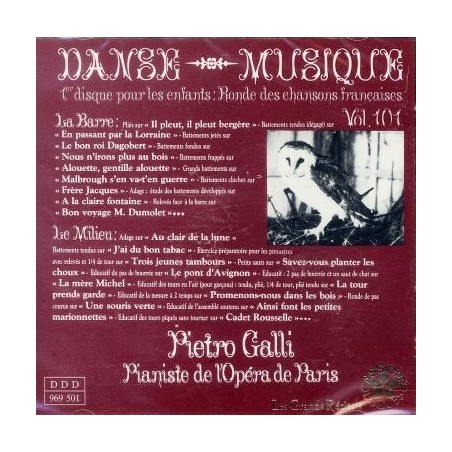 DANSE MUSIQUE
1er disque pour les enfants : Ronde des chansons françaises
Vol. 101
La Barre : Pliés sur « Il pleut, il pleut bergère » - Battements tendus (dégagé) sur
« En passant par la Lorraine » - Battements jetés sur
« Le bon roi Dagobert » - Battements fondus sur
« Nous n'irons plus au bois » - Battements frappés sur
« Alouette, gentille alouette » - Grands battements sur
« Malbrough s'en va-t'en guerre » - Battements cloches sur
« Frère Jacques » - Adage : étude des battements développés sur
« A la claire fontaine » - Relevés face à la barre sur
« Bon voyage M. Dumolet »...
Le Milieu : Adage sur « Au clair de la lune »
Battements tendus sur « J'ai du bon tabac » - Exercice préparatoire pour les pirouettes
avec relevés et 1/4 de tour sur « Trois jeunes tambours » - Petits sauts sur « Savez-vous planter les
choux » - Educatif du pas de bourrée sur « Le pont d'Avignon » - Educatif : 2 pas de bourrée et un saut de chat sur
« La mère Michel » - Educatif des tours en l'air (pour garçons) : tendu, plié, 1/4 de tour, plié tendu sur « La tour
prends garde » - Educatif de la mesure à 2 temps sur « Promenons-nous dans les bois » - Ronde de pas
courus sur « Une souris verte » - Educatif de l'assemblé soutenu sur « Ainsi font les petites
marionnettes » - Educatif des tours piqués sans tourner sur « Cadet Rousselle »...
Pietro Galli
Pianiste de l'Opéra de Paris
DDD
969 501
Les Grands